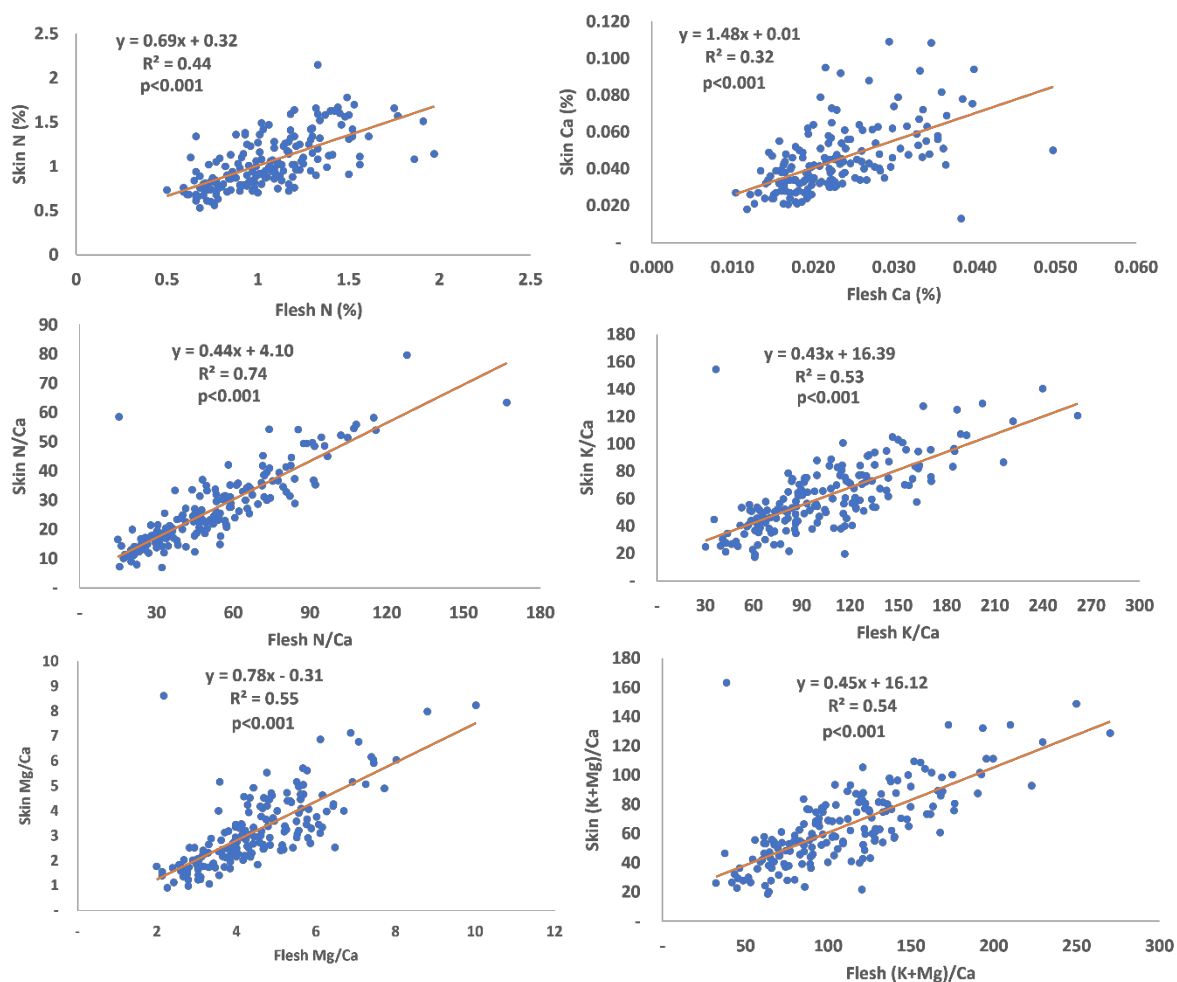 y = 0.69x + 0.32
R² = 0.44
p<0.001
Skin N (%)
2.5
2
1.5
1
0.5
0
0 0.5 1 1.5 2 2.5
Flesh N (%)
y = 1.48x + 0.01
R² = 0.32
p<0.001
Skin Ca (%)
0.120
0.100
0.080
0.060
0.040
0.020
-
0.000 0.010 0.020 0.030 0.040 0.050 0.060
Flesh Ca (%)
y = 0.44x + 4.10
R² = 0.74
p<0.001
Skin N/Ca
90
80
70
60
50
40
30
20
10
-
- 30 60 90 120 150 180
Flesh N/Ca
y = 0.43x + 16.39
R² = 0.53
p<0.001
Skin K/Ca
180
160
140
120
100
80
60
40
20
-
- 30 60 90 120 150 180 210 240 270 300
Flesh K/Ca
y = 0.78x - 0.31
R² = 0.55
p<0.001
Skin Mg/Ca
10
9
8
7
6
5
4
3
2
1
-
- 2 4 6 8 10 12
Flesh Mg/Ca
y = 0.45x + 16.12
R² = 0.54
p<0.001
Skin (K+Mg)/Ca
180
160
140
120
100
80
60
40
20
-
- 50 100 150 200 250 300
Flesh (K+Mg)/Ca